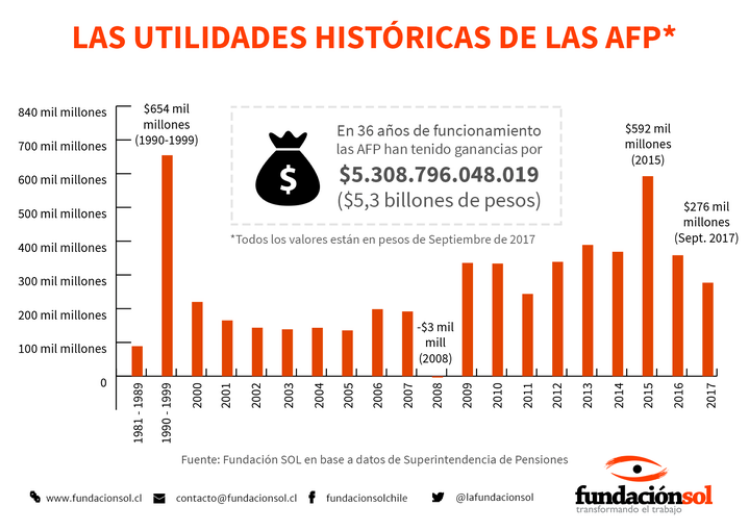 LAS UTILIDADES HISTÓRICAS DE LAS AFP*
840 mil millones
700 mil millones
600 mil millones
500 mil millones
400 mil millones
300 mil millones
200 mil millones
100 mil millones
0
$654 mil
millones
(1990-1999)
$
En 36 años de funcionamiento
las AFP han tenido ganancias por
$5.308.796.048.019
($5,3 billones de pesos)
*Todos los valores están en pesos de Septiembre de 2017
-$3 mil
mill
(2008)
$592 mil
millones
(2015)
$276 mil
millones
(Sept. 2017)
1981 - 1989
1990 - 1999
2000
2001
2002
2003
2004
2005
2006
2007
2008
2009
2010
2011
2012
2013
2014
2015
2016
2017
Fuente: Fundación SOL en base a datos de Superintendencia de Pensiones
www.fundacionsol.cl
contacto@fundacionsol.cl
fundacionsolchile
@lafundacionsol
fundaciónsol
transformando el trabajo